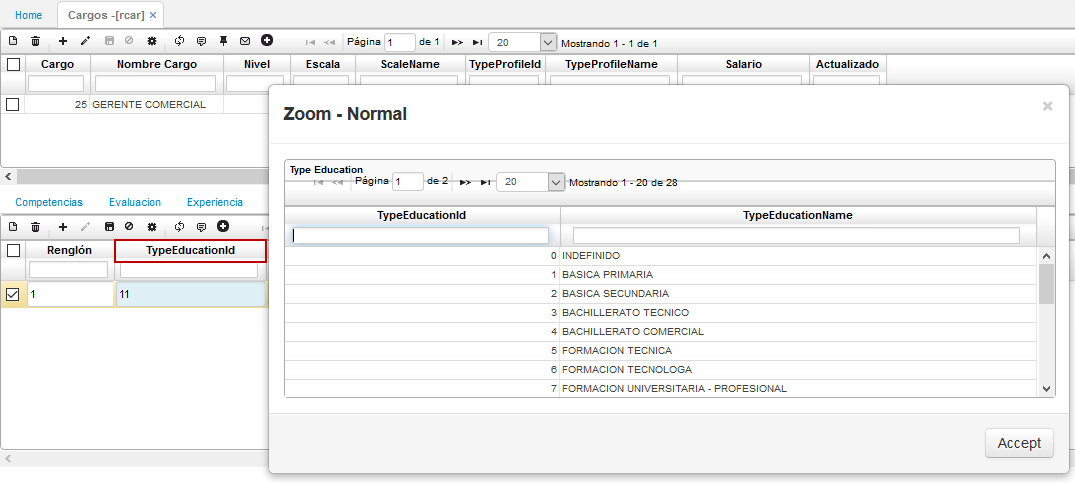 Home Cargos -[rcar] ×
Página 1 de 1 20 Mostrando 1 - 1 de 1
Cargo Nombre Cargo Nivel Escala ScaleName TypeProfileId TypeProfileName Salario Actualizado
25 GERENTE COMERCIAL
Zoom - Normal ×
Type Education
Página 1 de 2 20 Mostrando 1 - 20 de 28
TypeEducationId TypeEducationName
0 INDEFINIDO
1 BASICA PRIMARIA
2 BASICA SECUNDARIA
3 BACHILLERATO TECNICO
4 BACHILLERATO COMERCIAL
5 FORMACION TECNICA
6 FORMACION TECNOLOGA
7 FORMACION UNIVERSITARIA - PROFESIONAL
Accept
Competencias Evaluacion Experiencia
Renglón TypeEducationId
1 11